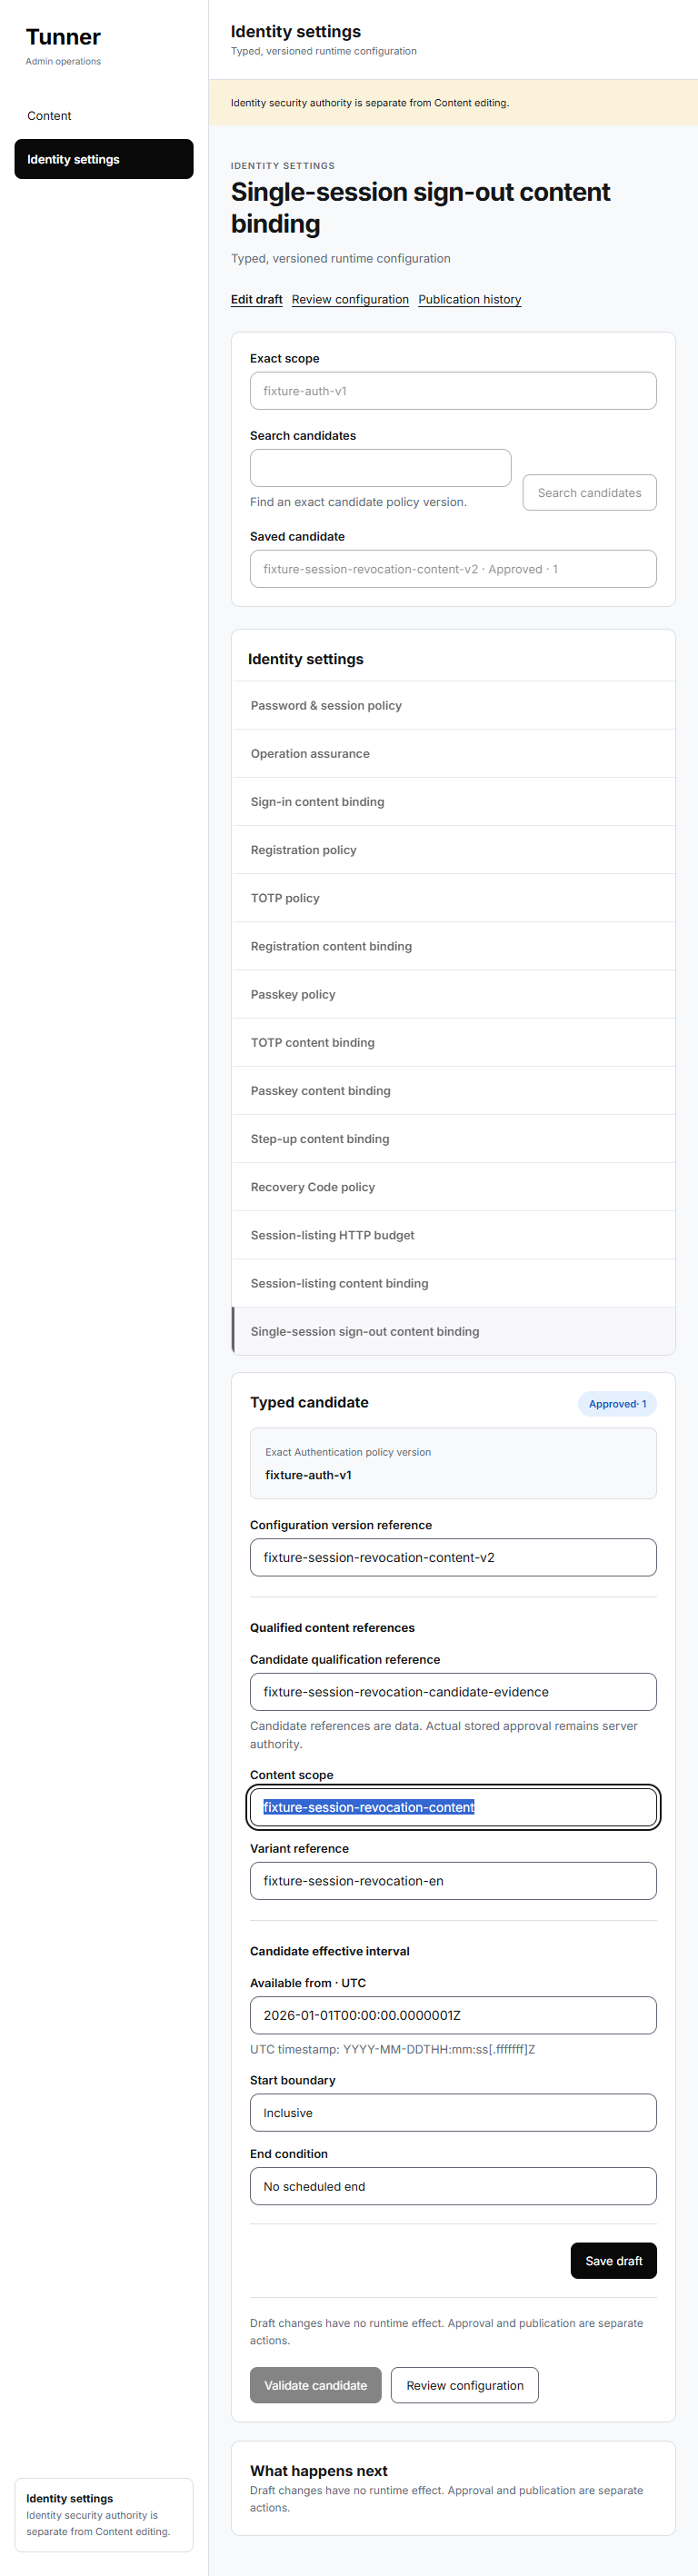 Tunner
Admin operations
Content
Identity settings
Identity settings
Identity security authority is
separate from Content editing.
Identity settings
Typed, versioned runtime configuration
Identity security authority is separate from Content editing.
IDENTITY SETTINGS
Single-session sign-out content
binding
Typed, versioned runtime configuration
Edit draft Review configuration Publication history
Exact scope
fixture-auth-v1
Search candidates
Search candidates
Find an exact candidate policy version.
Saved candidate
fixture-session-revocation-content-v2 · Approved · 1
Identity settings
Password & session policy
Operation assurance
Sign-in content binding
Registration policy
TOTP policy
Registration content binding
Passkey policy
TOTP content binding
Passkey content binding
Step-up content binding
Recovery Code policy
Session-listing HTTP budget
Session-listing content binding
Single-session sign-out content binding
Typed candidate
Approved· 1
Exact Authentication policy version
fixture-auth-v1
Configuration version reference
fixture-session-revocation-content-v2
Qualified content references
Candidate qualification reference
fixture-session-revocation-candidate-evidence
Candidate references are data. Actual stored approval remains server
authority.
Content scope
fixture-session-revocation-content
Variant reference
fixture-session-revocation-en
Candidate effective interval
Available from · UTC
2026-01-01T00:00:00.0000001Z
UTC timestamp: YYYY-MM-DDTHH:mm:ss[.fffffff]Z
Start boundary
Inclusive
End condition
No scheduled end
Save draft
Draft changes have no runtime effect. Approval and publication are separate
actions.
Validate candidate Review configuration
What happens next
Draft changes have no runtime effect. Approval and publication are separate
actions.